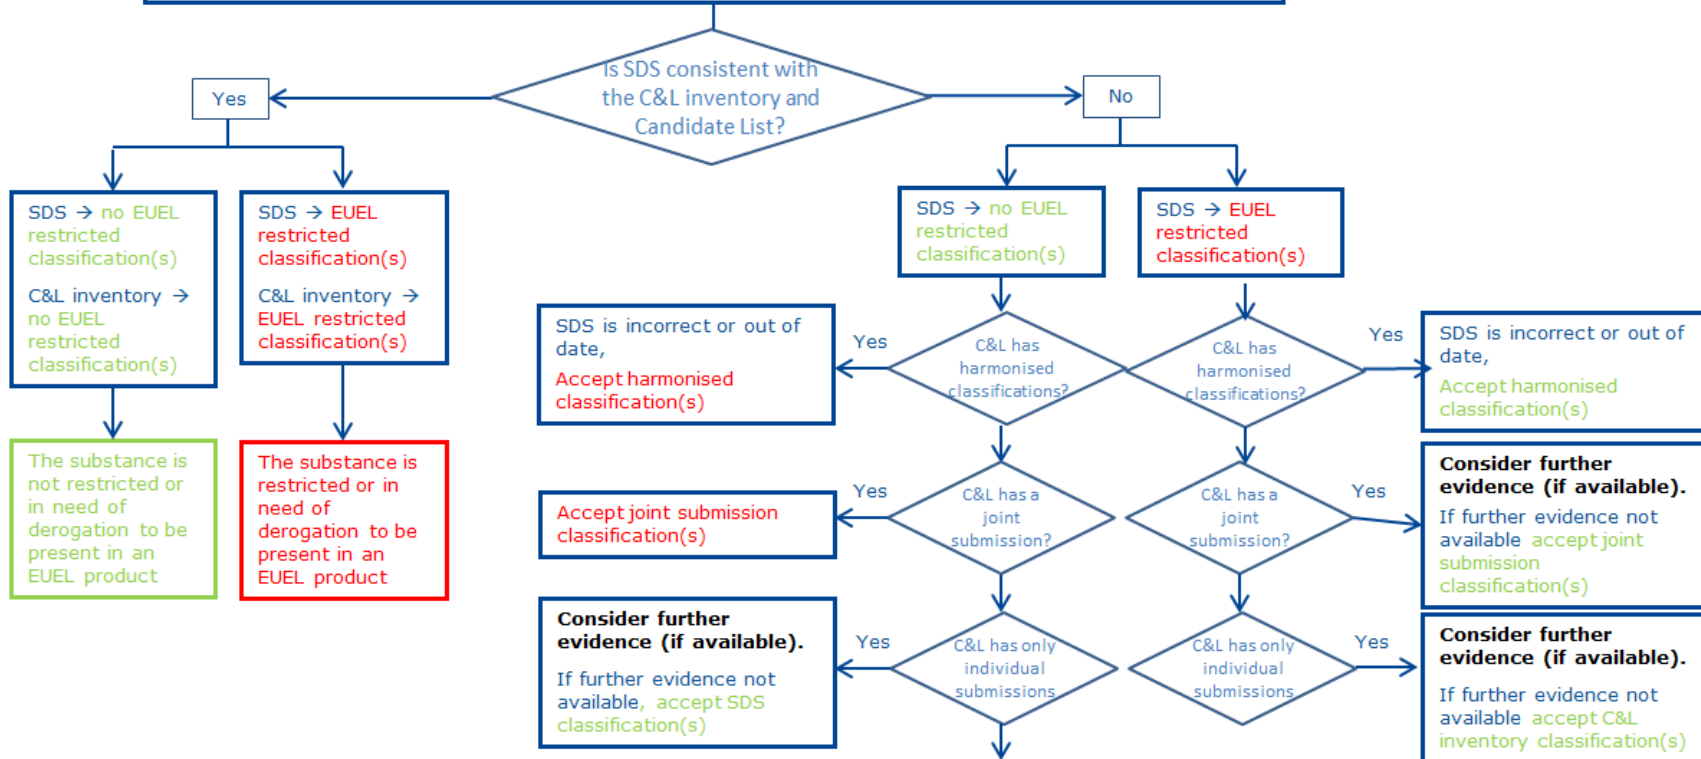 Is SDS consistent with
the C&L inventory and
Candidate List?
Yes
No
SDS → no EUEL
restricted
classification(s)
C&L inventory →
no EUEL
restricted
classification(s)
SDS → EUEL
restricted
classification(s)
C&L inventory →
EUEL restricted
classification(s)
SDS → no EUEL
restricted
classification(s)
SDS → EUEL
restricted
classification(s)
The substance is
not restricted or
in need of
derogation to be
present in an
EUEL product
The substance is
restricted or in
need of
derogation to be
present in an
EUEL product
SDS is incorrect or out of
date,
Accept harmonised
classification(s)
Yes
C&L has
harmonised
classifications?
C&L has
harmonised
classifications?
Yes
SDS is incorrect or out of
date,
Accept harmonised
classification(s)
Accept joint submission
classification(s)
Yes
C&L has a
joint
submission?
C&L has a
joint
submission?
Yes
Consider further
evidence (if available).
If further evidence not
available accept joint
submission
classification(s)
Consider further
evidence (if available).
If further evidence not
available, accept SDS
classification(s)
Yes
C&L has only
individual
submissions
C&L has only
individual
submissions
Yes
Consider further
evidence (if available).
If further evidence not
available accept C&L
inventory classification(s)